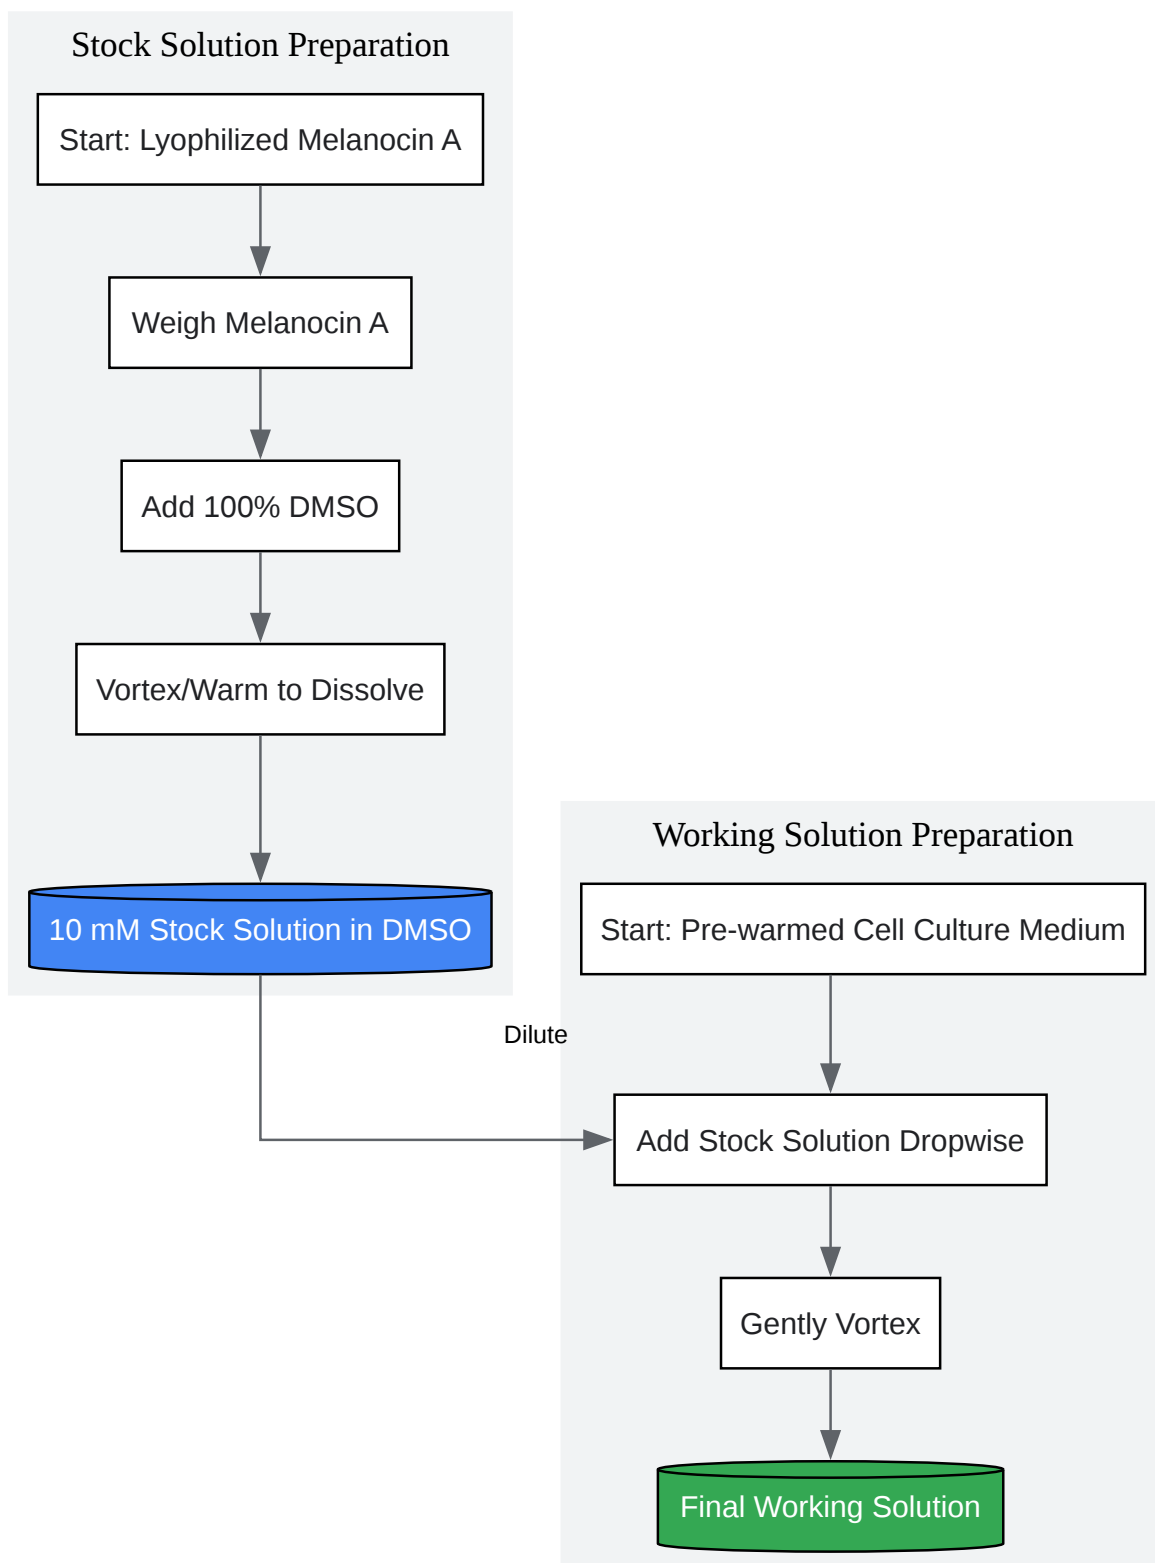 Stock Solution Preparation
Start: Lyophilized Melanocin A
Weigh Melanocin A
Add 100% DMSO
Vortex/Warm to Dissolve
10 mM Stock Solution in DMSO
Dilute
Working Solution Preparation
Start: Pre-warmed Cell Culture Medium
Add Stock Solution Dropwise
Gently Vortex
Final Working Solution